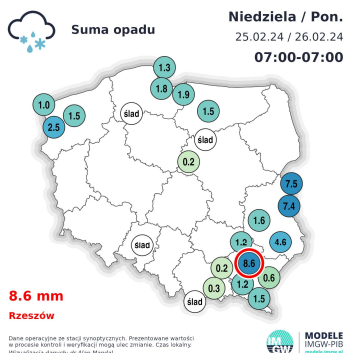 Suma opadu
Niedziela / Pon.
25.02.24 / 26.02.24
07:00-07:00
1.3
1.8
1.9
1.0
1.5
2.5
ślad
1.5
ślad
0.2
7.5
7.4
1.6
1.2
4.6
ślad
8.6
0.2
0.6
1.2
0.3
ślad
1.5
8.6 mm
Rzeszów
Dane operacyjne ze stacji synoptycznych. Prezentowane wartości
w procesie kontroli i weryfikacji mogą ulec zmianie. Czas lokalny.
IM
GW
MODELE
IMGW-PIB